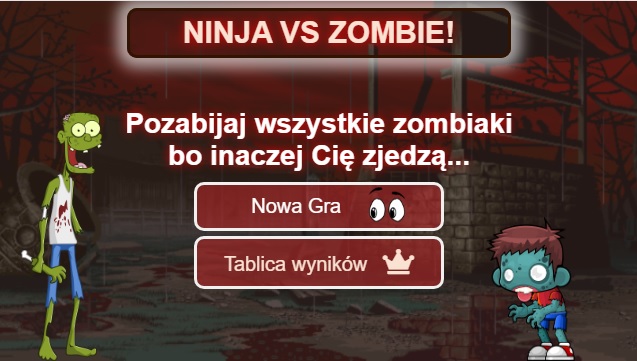 NINJA VS ZOMBIE!
Pozabijaj wszystkie zombiaki
bo inaczej Cię zjedzą...
Nowa Gra
Tablica wyników